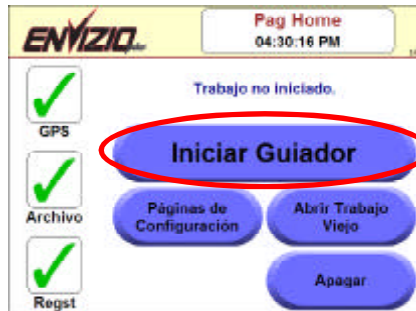 ENVIZIO
Pag Home
04:30:16 PM
Trabajo no iniciado.
GPS
Iniciar Guiador
Archivo
Páginas de
Configuración
Abrir Trabajo
Viejo
Regst
Apagar